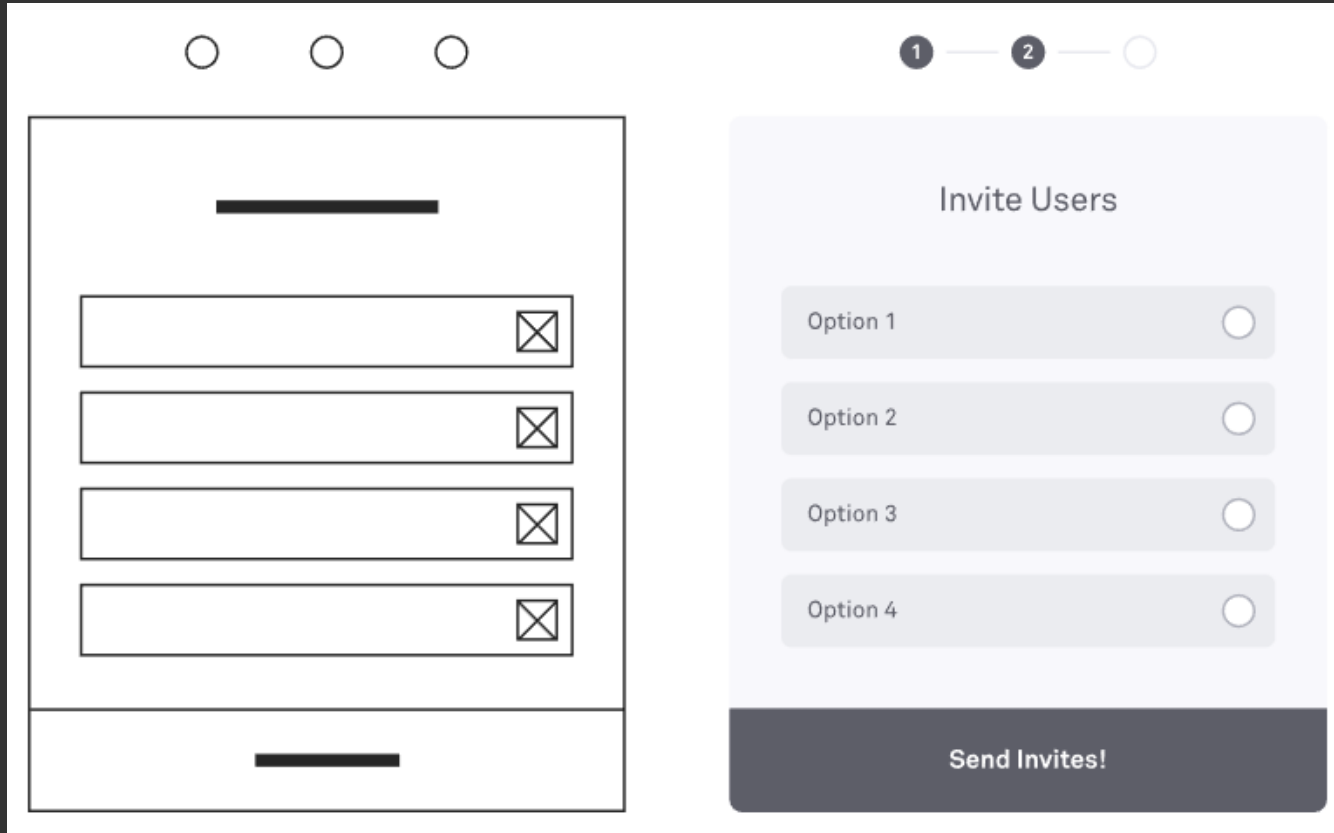 1 2
Invite Users
Option 1
Option 2
Option 3
Option 4
Send Invites!